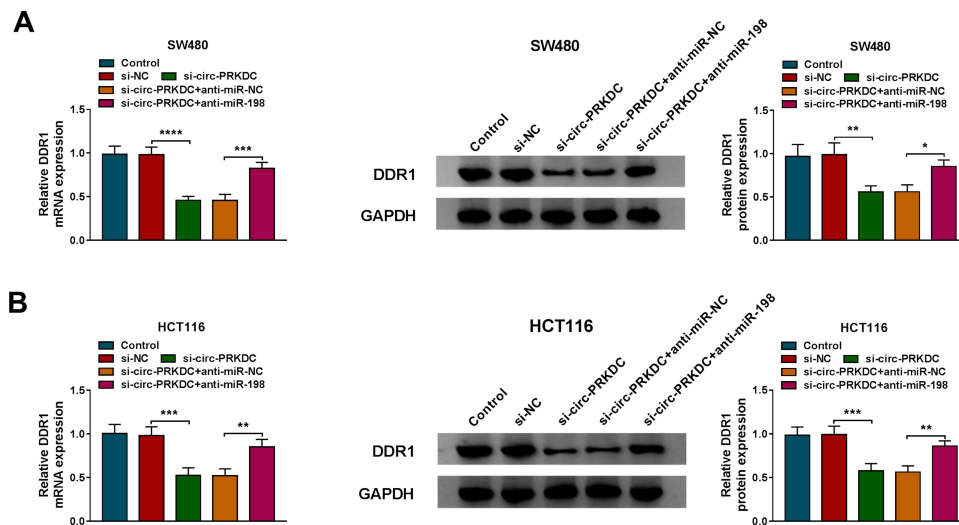 A
SW480
Control
si-NC si-circ-PRKDC
si-circ-PRKDC+anti-miR-NC
si-circ-PRKDC+anti-miR-198
Relative DDR1
mRNA expression
1.5
1.0
0.5
0.0
****
***
SW480
Control
si-NC
si-circ-PRKDC
si-circ-PRKDC+anti-miR-NC
si-circ-PRKDC+anti-miR-198
DDR1
GAPDH
SW480
Control
si-NC si-circ-PRKDC
si-circ-PRKDC+anti-miR-NC
si-circ-PRKDC+anti-miR-198
Relative DDR1
protein expression
1.5
1.0
0.5
0.0
**
*
B
HCT116
Control
si-NC si-circ-PRKDC
si-circ-PRKDC+anti-miR-NC
si-circ-PRKDC+anti-miR-198
Relative DDR1
mRNA expression
1.5
1.0
0.5
0.0
***
**
HCT116
Control
si-NC
si-circ-PRKDC
si-circ-PRKDC+anti-miR-NC
si-circ-PRKDC+anti-miR-198
DDR1
GAPDH
HCT116
Control
si-NC si-circ-PRKDC
si-circ-PRKDC+anti-miR-NC
si-circ-PRKDC+anti-miR-198
Relative DDR1
protein expression
1.5
1.0
0.5
0.0
***
**